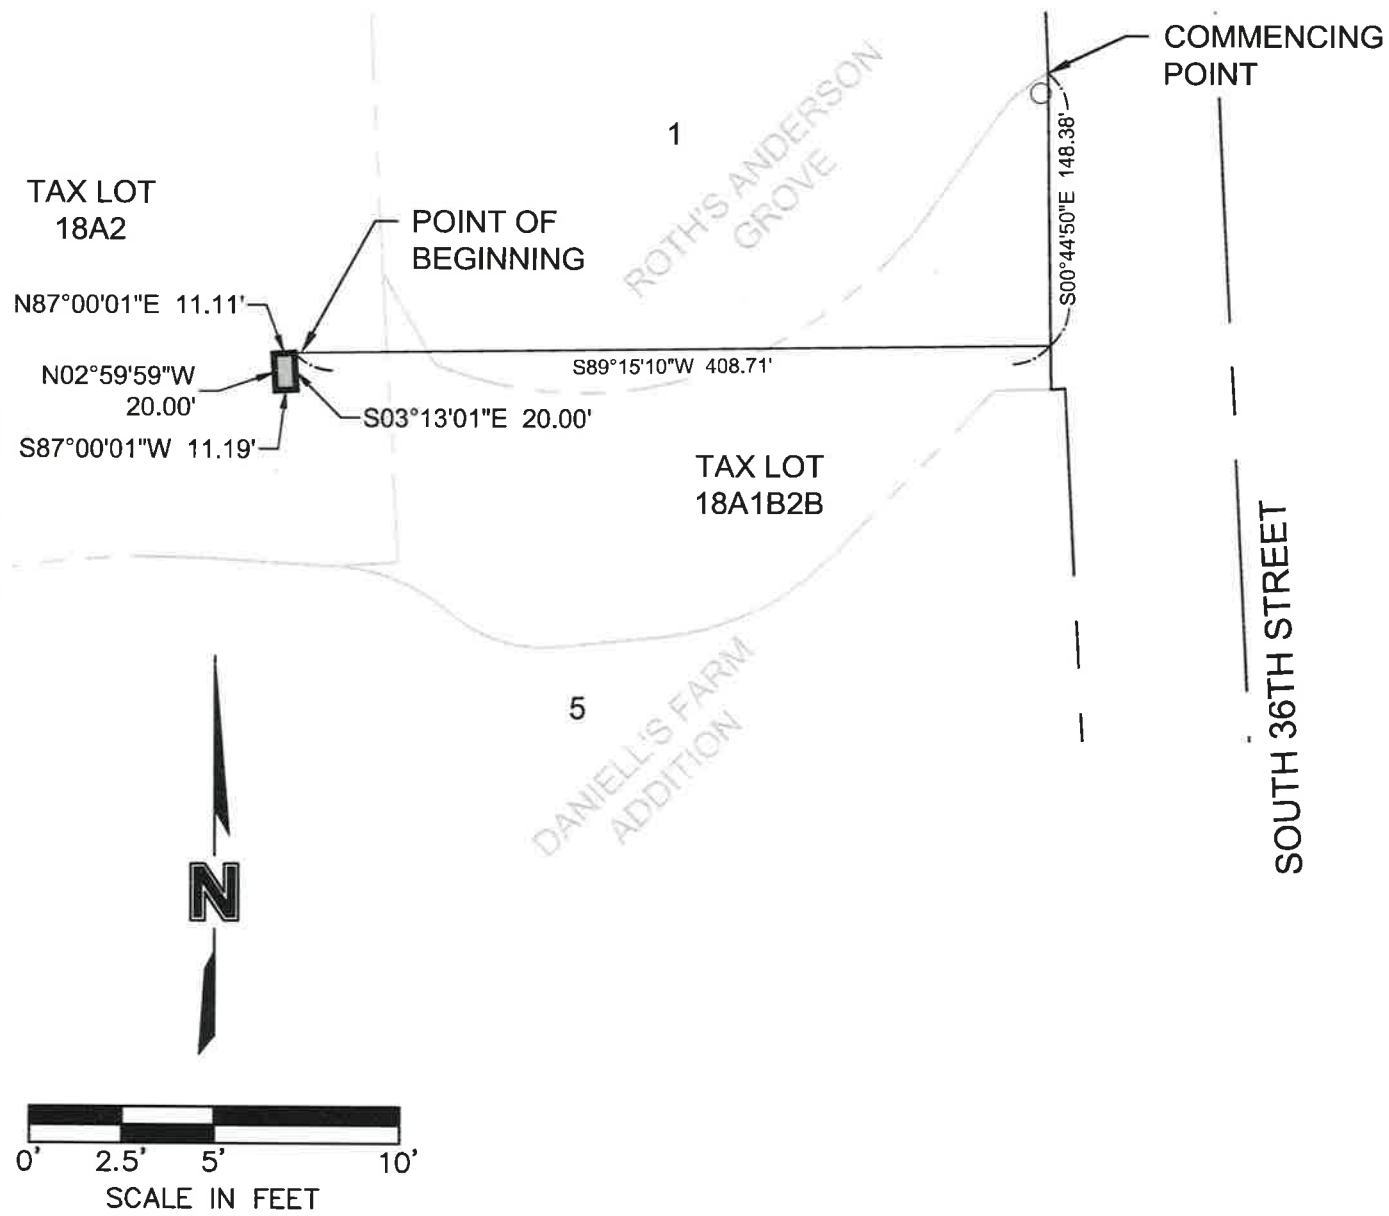 COMMENCING
POINT
1
ROTH'S ANDERSON
GROVE
S00°44'50"E 148.38'
TAX LOT
18A2
POINT OF
BEGINNING
N87°00'01"E 11.11'
S89°15'10"W 408.71'
N02°59'59"W
20.00'
S03°13'01"E 20.00'
S87°00'01"W 11.19'
TAX LOT
18A1B2B
SOUTH 36TH STREET
5
DANIELL'S FARM
ADDITION
N
0' 2.5' 5' 10'
SCALE IN FEET